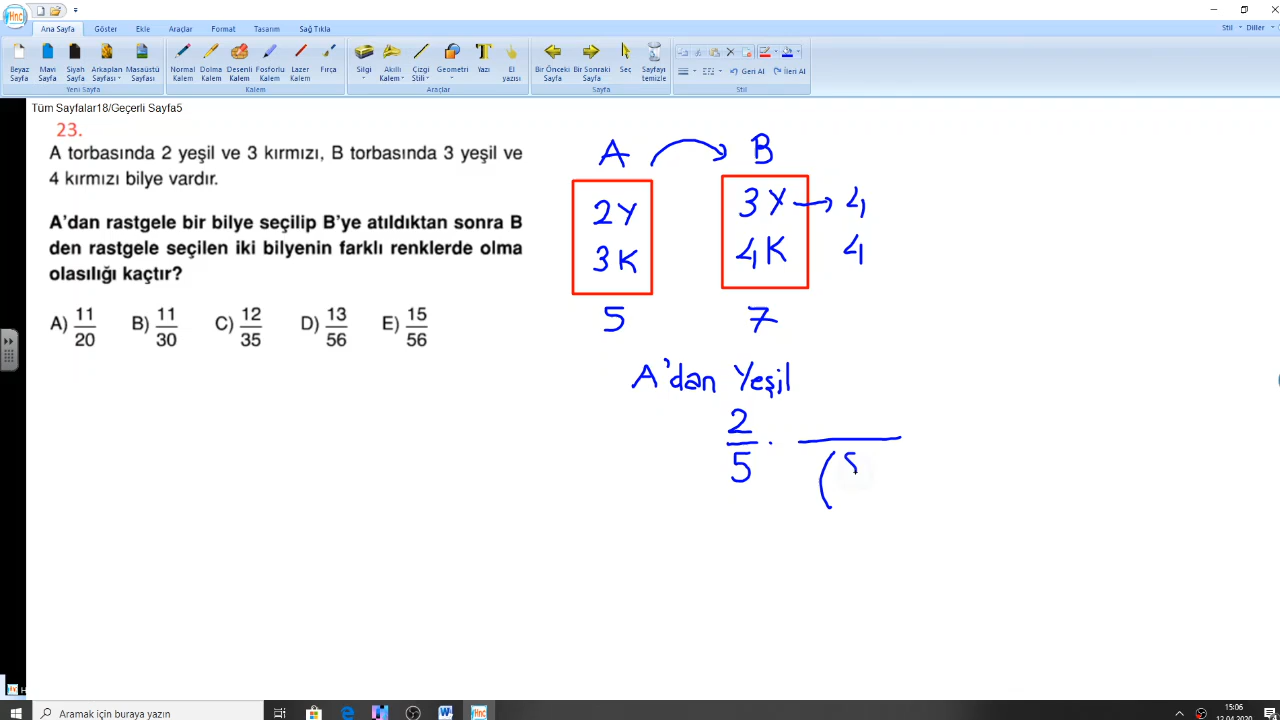 Ana Sayfa Göster Ekle Araçlar Format Tasarım Sağ Tıkla
Stil Diller
Beyaz Sayfa Mavi Sayfa Siyah Sayfa Arkaplan Sayfası Masaüstü Sayfası
Normal Kalem Dolma Kalem Desenli Kalem Fosforlu Kalem Lazer Kalem Fırça
Silgi Akıllı Kalem Çizgi Stili Geometri Yazı El yazısı
Bir Önceki Sayfa Bir Sonraki Sayfa Seç Sayfayı temizle
Geri Al İleri AL
Yeni Sayfa Kalem Araçlar Sayfa Stil
Tüm Sayfalar18/Geçerli Sayfa5
23.
A torbasında 2 yeşil ve 3 kırmızı, B torbasında 3 yeşil ve
4 kırmızı bilye vardır.
A'dan rastgele bir bilye seçilip B'ye atıldıktan sonra B
den rastgele seçilen iki bilyenin farklı renklerde olma
olasılığı kaçtır?
A) 11/20 B) 11/30 C) 12/35 D) 13/56 E) 15/56
A B
2Y 3Y → 4
3K 4K 4
5 7
A'dan Yeşil
2/5 ·
Aramak için buraya yazın
15:06
12.04.2020